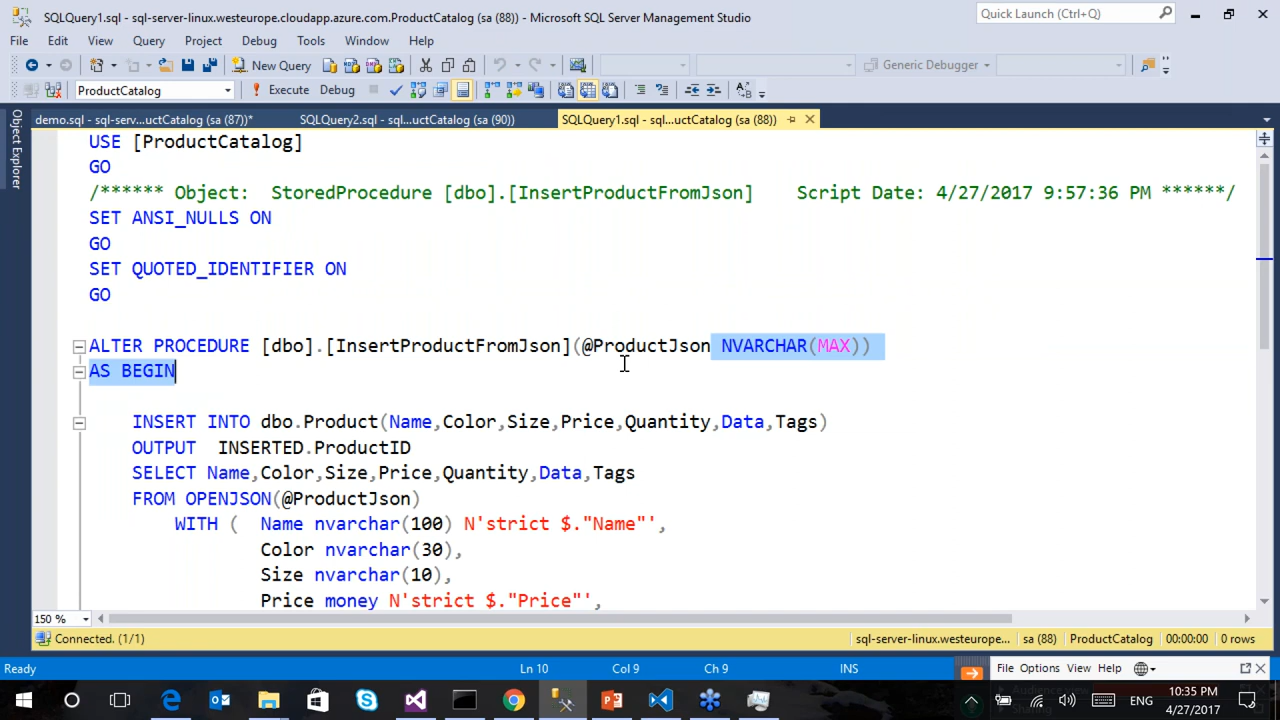 SQLQuery1.sql - sql-server-linux.westeurope.cloudapp.azure.com.ProductCatalog (sa (88)) - Microsoft SQL Server Management Studio
Quick Launch (Ctrl+Q)
File Edit View Query Project Debug Tools Window Help
New Query
Generic Debugger
ProductCatalog
Execute Debug
demo.sql - sql-serv...uctCatalog (sa (87))*
SQLQuery2.sql - sql...uctCatalog (sa (90))
SQLQuery1.sql - sql...uctCatalog (sa (88))
Object Explorer
USE [ProductCatalog]
GO
/****** Object:  StoredProcedure [dbo].[InsertProductFromJson]    Script Date: 4/27/2017 9:57:36 PM ******/
SET ANSI_NULLS ON
GO
SET QUOTED_IDENTIFIER ON
GO
ALTER PROCEDURE [dbo].[InsertProductFromJson](@ProductJson NVARCHAR(MAX))
AS BEGIN
INSERT INTO dbo.Product(Name,Color,Size,Price,Quantity,Data,Tags)
OUTPUT  INSERTED.ProductID
SELECT Name,Color,Size,Price,Quantity,Data,Tags
FROM OPENJSON(@ProductJson)
WITH (  Name nvarchar(100) N'strict $."Name"',
Color nvarchar(30),
Size nvarchar(10),
Price money N'strict $."Price"',
150 %
Connected. (1/1)
sql-server-linux.westeurope... sa (88) ProductCatalog 00:00:00 0 rows
Ready
Ln 10
Col 9
Ch 9
INS
File Options View Help
ENG
10:35 PM
4/27/2017